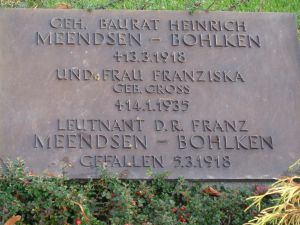 GEH. BAURAT HEINRICH
MEENDSEN – BOHLKEN
+13.3.1918
UND FRAU FRANZISKA
GEB. GROSS
+14.1.1935
LEUTNANT D.R. FRANZ
MEENDSEN – BOHLKEN
GEFALLEN 5.3.1918